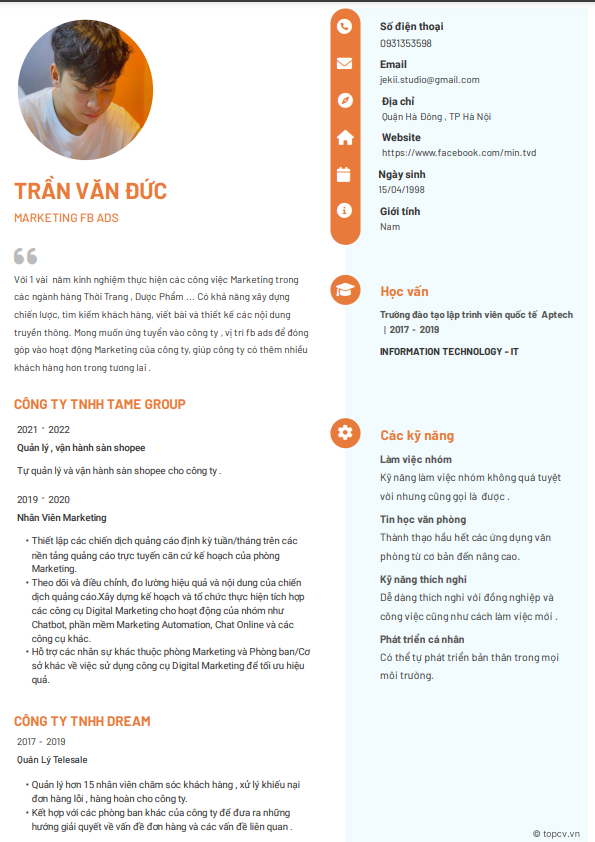 TRẦN VĂN ĐỨC
MARKETING FB ADS
Với 1 vài năm kinh nghiệm thực hiện các công việc Marketing trong
các ngành hàng Thời Trang , Dược Phẩm ... Có khả năng xây dựng
chiến lược, tìm kiếm khách hàng, viết bài và thiết kế các nội dung
truyền thông. Mong muốn ứng tuyển vào công ty , vị trí fb ads để đóng
góp vào hoạt động Marketing của công ty, giúp công ty có thêm nhiều
khách hàng hơn trong tương lai .
CÔNG TY TNHH TAME GROUP
2021 - 2022
Quản lý , vận hành sàn shopee
Tự quản lý và vận hành sàn shopee cho công ty .
2019 - 2020
Nhân Viên Marketing
• Thiết lập các chiến dịch quảng cáo định kỳ tuần/tháng trên các
nền tảng quảng cáo trực tuyến căn cứ kế hoạch của phòng
Marketing.
• Theo dõi và điều chỉnh, đo lường hiệu quả và nội dung của chiến
dịch quảng cáo.Xây dựng kế hoạch và tổ chức thực hiện tích hợp
các công cụ Digital Marketing cho hoạt động của nhóm như
Chatbot, phần mềm Marketing Automation, Chat Online và các
công cụ khác.
• Hỗ trợ các nhân sự khác thuộc phòng Marketing và Phòng ban/Cơ
sở khác về việc sử dụng công cụ Digital Marketing để tối ưu hiệu
quả.
CÔNG TY TNHH DREAM
2017 - 2019
Quản Lý Telesale
• Quản lý hơn 15 nhân viên chăm sóc khách hàng , xử lý khiếu nại
đơn hàng lỗi , hàng hoàn cho công ty.
• Kết hợp với các phòng ban khác của công ty để đưa ra những
hướng giải quyết về vấn đề đơn hàng và các vấn đề liên quan .
Số điện thoại
0931353598
Email
jekii.studio@gmail.com
Địa chỉ
Quận Hà Đông , TP Hà Nội
Website
https://www.facebook.com/min.tvd
Ngày sinh
15/04/1998
Giới tính
Nam
Học vấn
Trường đào tạo lập trình viên quốc tế Aptech
| 2017 - 2019
INFORMATION TECHNOLOGY - IT
Các kỹ năng
Làm việc nhóm
Kỹ năng làm việc nhóm không quá tuyệt
vời nhưng cũng gọi là được .
Tin học văn phòng
Thành thạo hầu hết các ứng dụng văn
phòng từ cơ bản đến nâng cao.
Kỹ năng thích nghi
Dễ dàng thích nghi với đồng nghiệp và
công việc cũng như cách làm việc mới .
Phát triển cá nhân
Có thể tự phát triển bản thân trong mọi
môi trường.
© topcv.vn